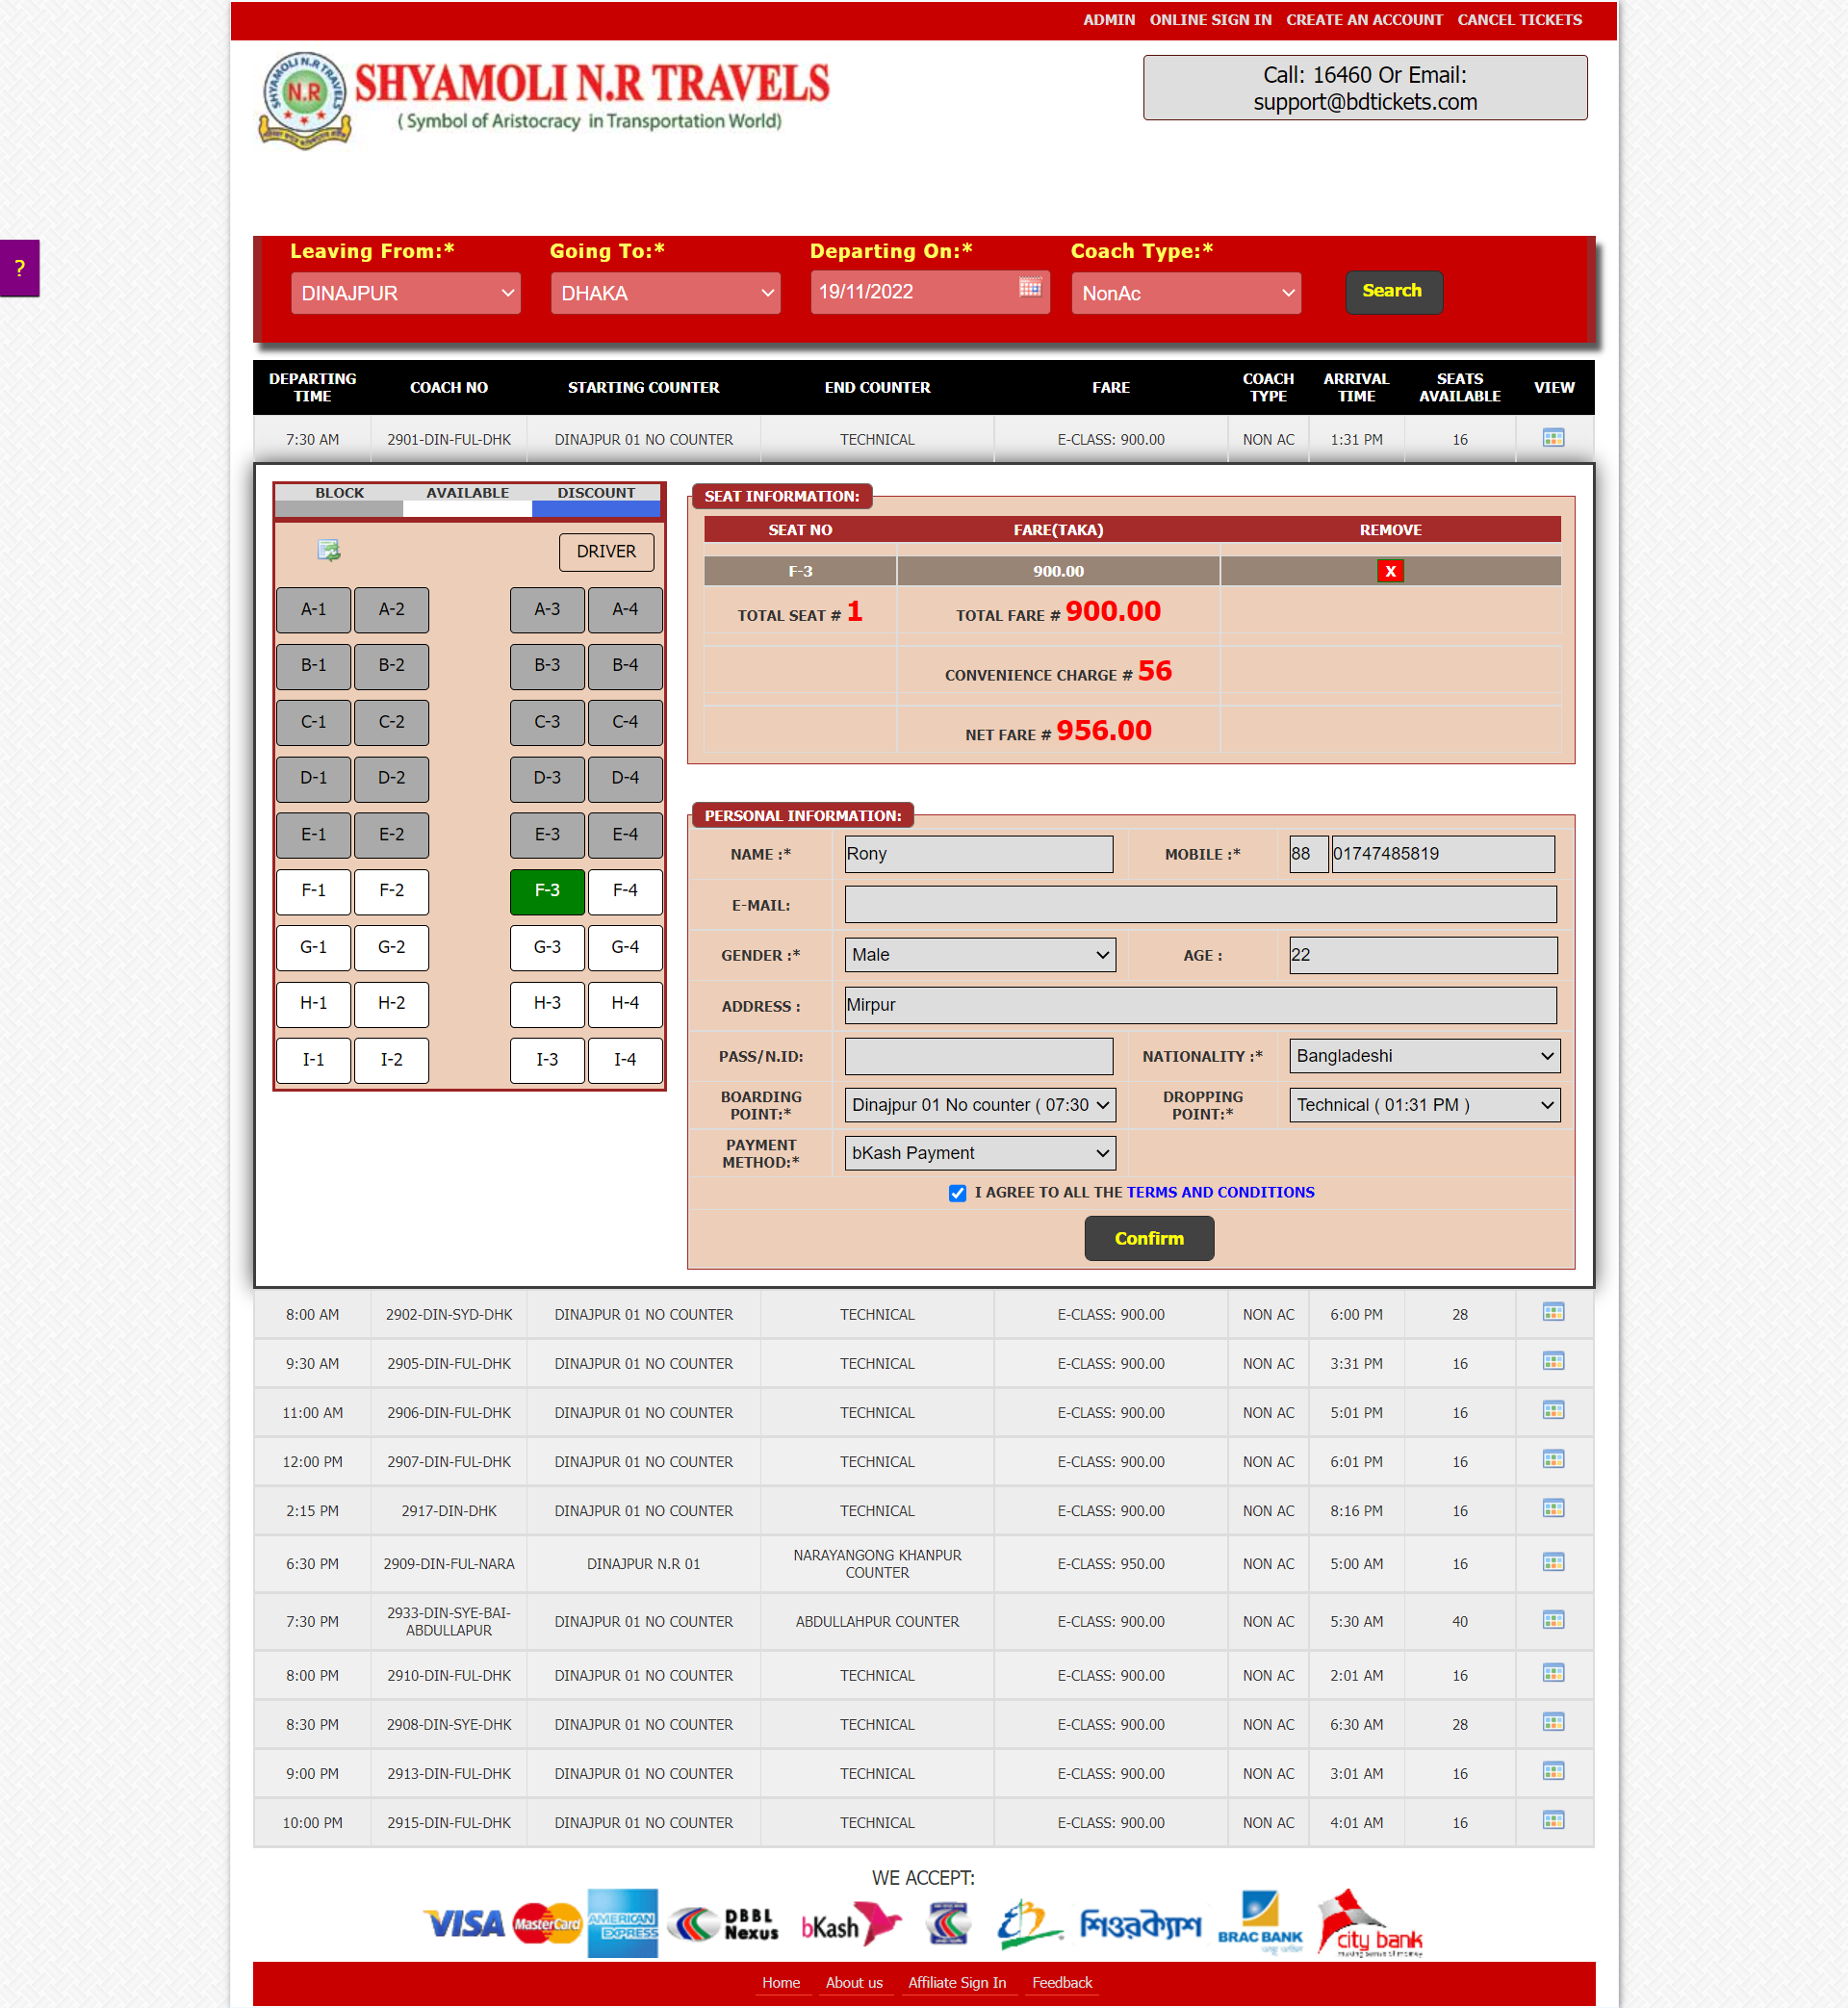 ADMIN ONLINE SIGN IN CREATE AN ACCOUNT CANCEL TICKETS
SHYAMOLI N.R TRAVELS
N.R
SHYAMOLI N.R TRAVELS
( Symbol of Aristocracy in Transportation World)
Call: 16460 Or Email:
support@bdtickets.com
?
Leaving From:* Going To:* Departing On:* Coach Type:*
DINAJPUR DHAKA 19/11/2022 NonAc Search
DEPARTING TIME COACH NO STARTING COUNTER END COUNTER FARE COACH TYPE ARRIVAL TIME SEATS AVAILABLE VIEW
7:30 AM 2901-DIN-FUL-DHK DINAJPUR 01 NO COUNTER TECHNICAL E-CLASS: 900.00 NON AC 1:31 PM 16
BLOCK AVAILABLE DISCOUNT
DRIVER
A-1 A-2 A-3 A-4
B-1 B-2 B-3 B-4
C-1 C-2 C-3 C-4
D-1 D-2 D-3 D-4
E-1 E-2 E-3 E-4
F-1 F-2 F-3 F-4
G-1 G-2 G-3 G-4
H-1 H-2 H-3 H-4
I-1 I-2 I-3 I-4
SEAT INFORMATION:
SEAT NO FARE(TAKA) REMOVE
F-3 900.00 X
TOTAL SEAT # 1 TOTAL FARE # 900.00
CONVENIENCE CHARGE # 56
NET FARE # 956.00
PERSONAL INFORMATION:
NAME :* Rony MOBILE :* 88 01747485819
E-MAIL:
GENDER :* Male AGE : 22
ADDRESS : Mirpur
PASS/N.ID: NATIONALITY :* Bangladeshi
BOARDING POINT:* Dinajpur 01 No counter ( 07:30 DROPPING POINT:* Technical ( 01:31 PM )
PAYMENT METHOD:* bKash Payment
I AGREE TO ALL THE TERMS AND CONDITIONS
Confirm
8:00 AM 2902-DIN-SYD-DHK DINAJPUR 01 NO COUNTER TECHNICAL E-CLASS: 900.00 NON AC 6:00 PM 28
9:30 AM 2905-DIN-FUL-DHK DINAJPUR 01 NO COUNTER TECHNICAL E-CLASS: 900.00 NON AC 3:31 PM 16
11:00 AM 2906-DIN-FUL-DHK DINAJPUR 01 NO COUNTER TECHNICAL E-CLASS: 900.00 NON AC 5:01 PM 16
12:00 PM 2907-DIN-FUL-DHK DINAJPUR 01 NO COUNTER TECHNICAL E-CLASS: 900.00 NON AC 6:01 PM 16
2:15 PM 2917-DIN-DHK DINAJPUR 01 NO COUNTER TECHNICAL E-CLASS: 900.00 NON AC 8:16 PM 16
6:30 PM 2909-DIN-FUL-NARA DINAJPUR N.R 01 NARAYANGONG KHANPUR COUNTER E-CLASS: 950.00 NON AC 5:00 AM 16
7:30 PM 2933-DIN-SYE-BAI-ABDULLAPUR DINAJPUR 01 NO COUNTER ABDULLAHPUR COUNTER E-CLASS: 900.00 NON AC 5:30 AM 40
8:00 PM 2910-DIN-FUL-DHK DINAJPUR 01 NO COUNTER TECHNICAL E-CLASS: 900.00 NON AC 2:01 AM 16
8:30 PM 2908-DIN-SYE-DHK DINAJPUR 01 NO COUNTER TECHNICAL E-CLASS: 900.00 NON AC 6:30 AM 28
9:00 PM 2913-DIN-FUL-DHK DINAJPUR 01 NO COUNTER TECHNICAL E-CLASS: 900.00 NON AC 3:01 AM 16
10:00 PM 2915-DIN-FUL-DHK DINAJPUR 01 NO COUNTER TECHNICAL E-CLASS: 900.00 NON AC 4:01 AM 16
WE ACCEPT:
VISA MasterCard AMERICAN EXPRESS DBBL Nexus bKash শিওরক্যাশ BRAC BANK city bank
Home About us Affiliate Sign In Feedback